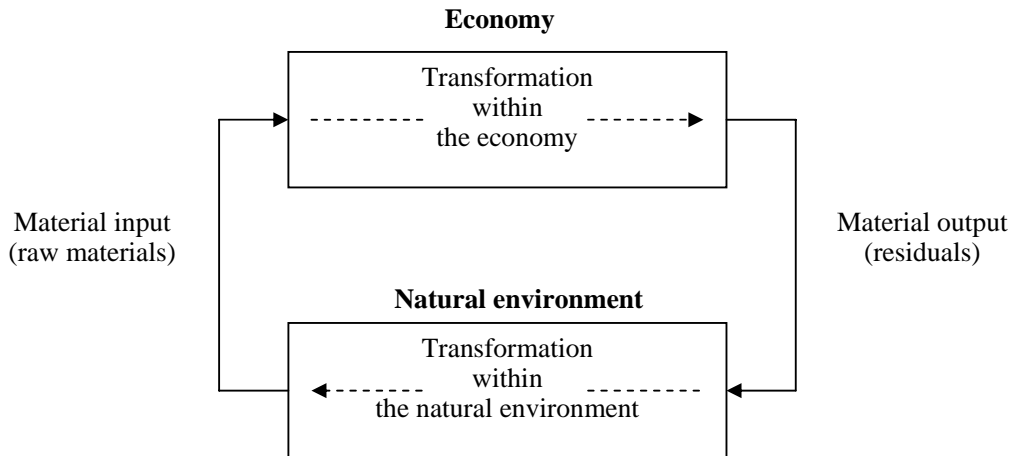 Economy
Transformation
within
the economy
Material input
(raw materials)
Material output
(residuals)
Natural environment
Transformation
within
the natural environment